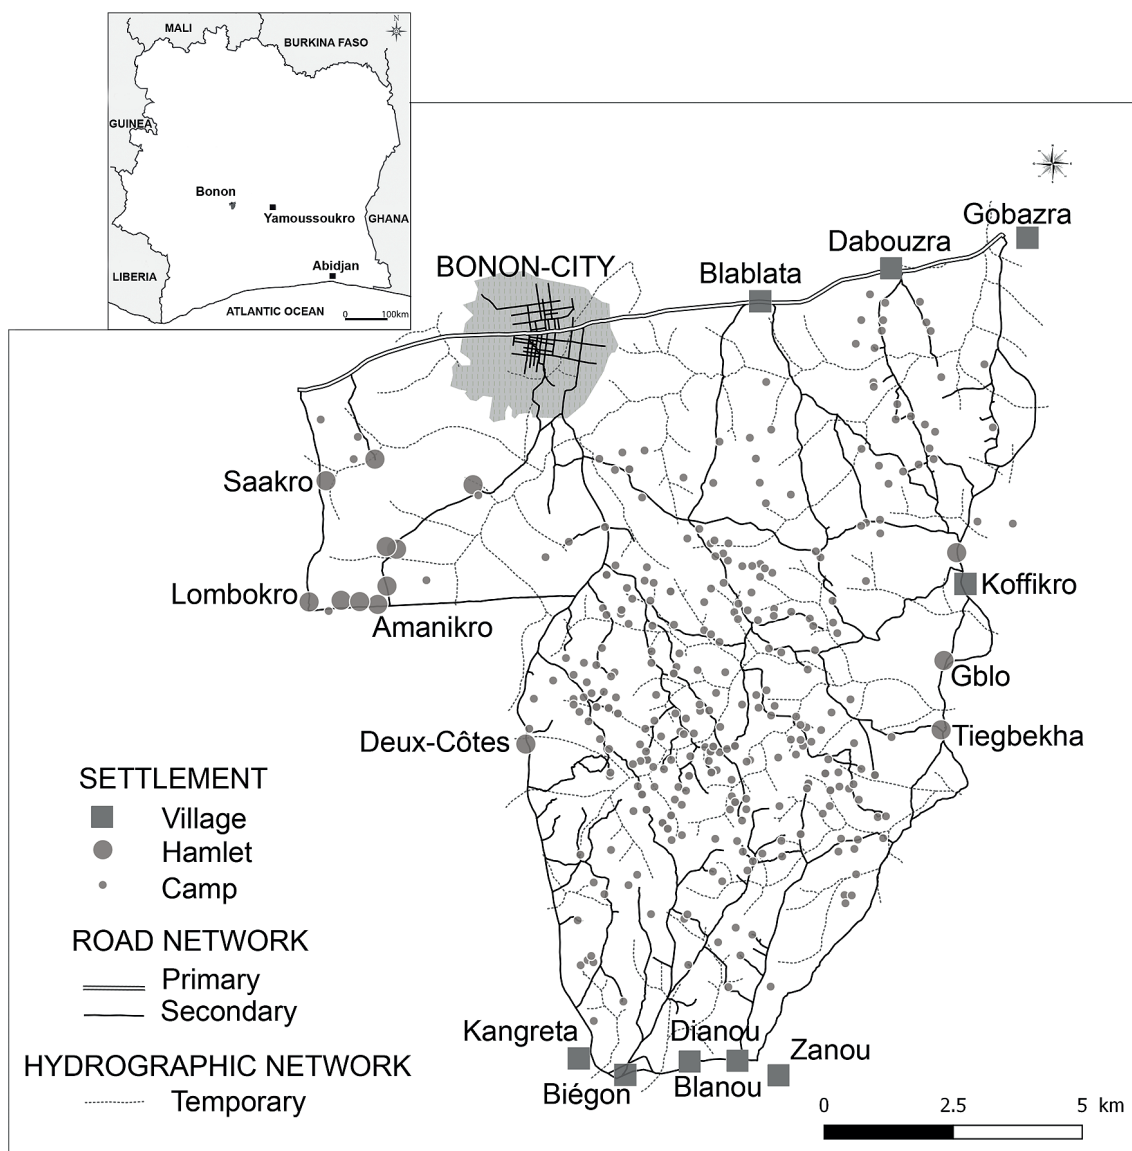 N
MALI
BURKINA FASO
GUINEA
Bonon
Yamoussoukro
GHANA
LIBERIA
Abidjan
ATLANTIC OCEAN
0 100km
Gobazra
Dabouzra
BONON-CITY
Blablata
Saakro
Lombokro
Koffikro
Amanikro
Gblo
Deux-Côtes
Tiegbekha
SETTLEMENT
Village
Hamlet
Camp
ROAD NETWORK
Primary
Secondary
HYDROGRAPHIC NETWORK
Temporary
Kangreta
Dianou
Zanou
Biégon
Blanou
0 2.5 5 km